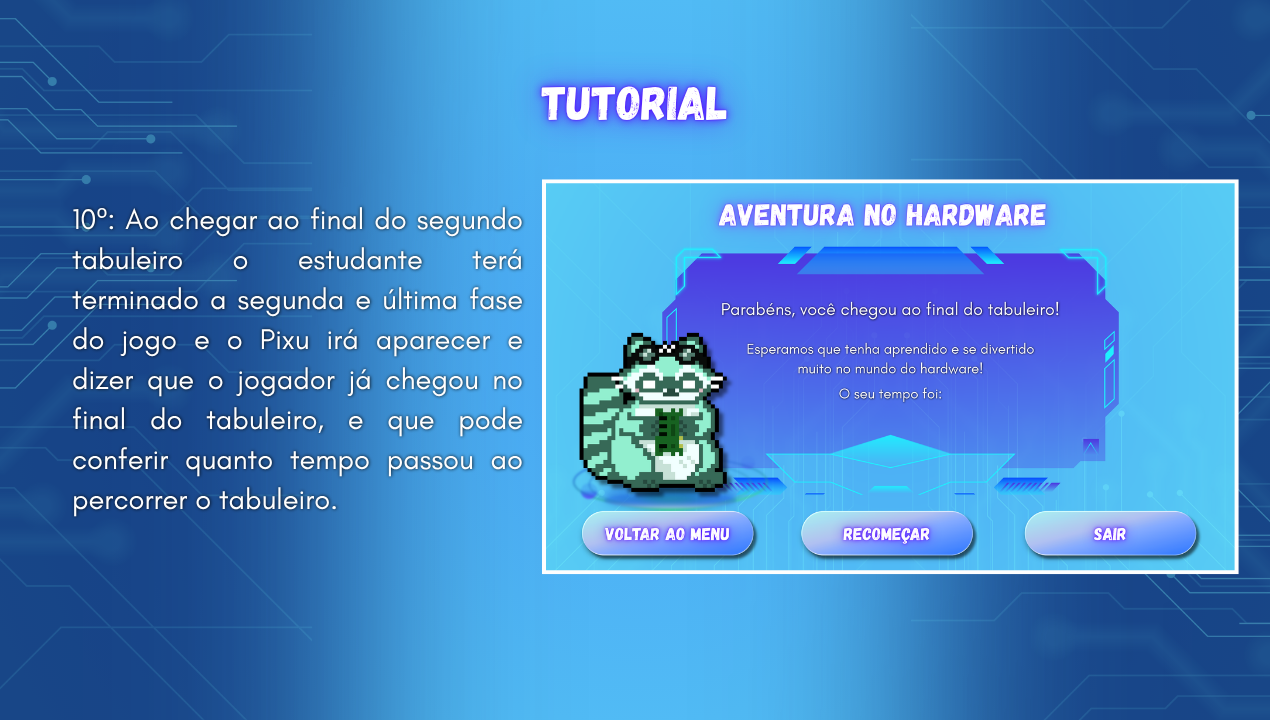 TUTORIAL
10º: Ao chegar ao final do segundo
tabuleiro o estudante terá
terminado a segunda e última fase
do jogo e o Pixu irá aparecer e
dizer que o jogador já chegou no
final do tabuleiro, e que pode
conferir quanto tempo passou ao
percorrer o tabuleiro.
AVENTURA NO HARDWARE
Parabéns, você chegou ao final do tabuleiro!
Esperamos que tenha aprendido e se divertido
muito no mundo do hardware!
O seu tempo foi:
VOLTAR AO MENU
RECOMEÇAR
SAIR